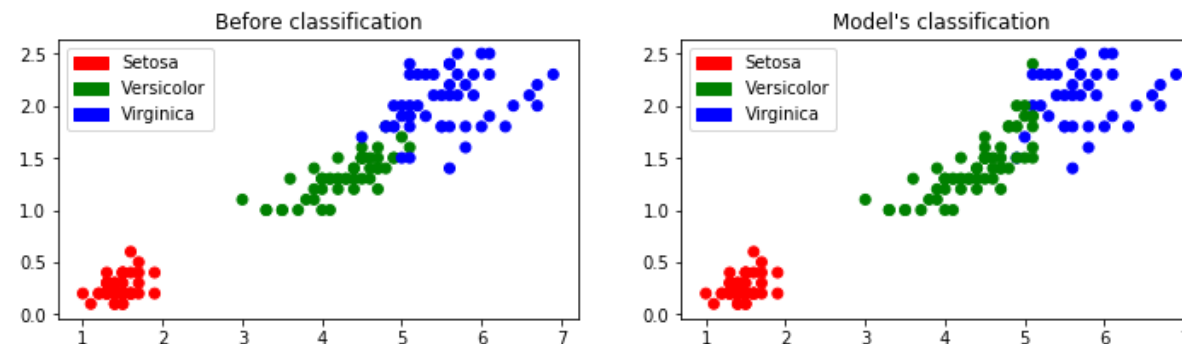 Before classification
2.5
2.0
1.5
1.0
0.5
0.0
Setosa
Versicolor
Virginica
1 2 3 4 5 6 7
Model's classification
2.5
2.0
1.5
1.0
0.5
0.0
Setosa
Versicolor
Virginica
1 2 3 4 5 6